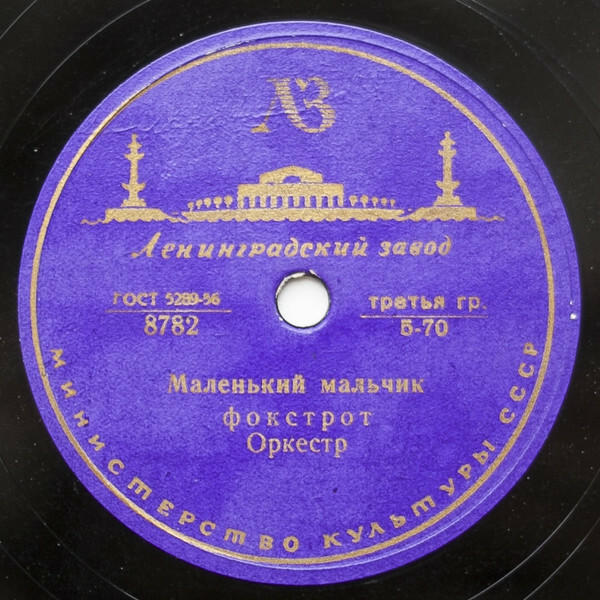 ЛЗ
Ленинградский завод
ГОСТ 5289-56
8782
третья гр.
Б-70
Маленький мальчик
фокстрот
Оркестр
МИНИСТЕРСТВО КУЛЬТУРЫ СССР